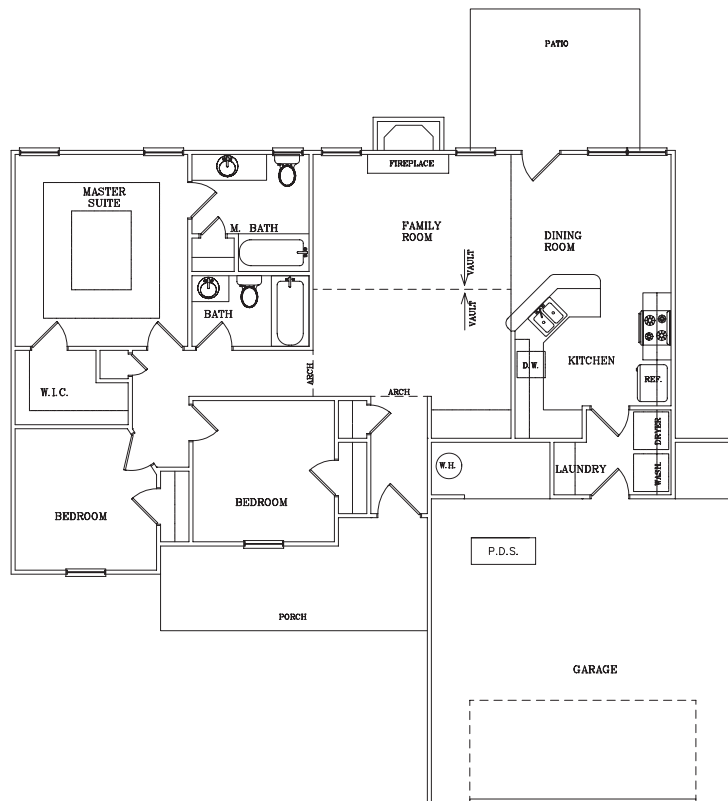 PATIO
FIREPLACE
MASTER
SUITE
M. BATH
FAMILY
ROOM
DINING
ROOM
VAULT
VAULT
BATH
D.W.
KITCHEN
REF.
W.I.C.
ARCH.
ARCH
DRYER
WASH.
W.H.
LAUNDRY
BEDROOM
BEDROOM
P.D.S.
PORCH
GARAGE